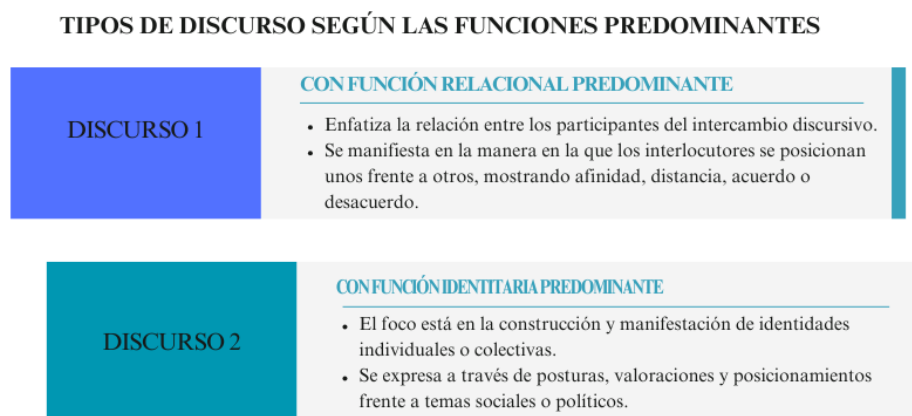 TIPOS DE DISCURSO SEGÚN LAS FUNCIONES PREDOMINANTES
DISCURSO 1
CON FUNCIÓN RELACIONAL PREDOMINANTE
• Enfatiza la relación entre los participantes del intercambio discursivo.
• Se manifiesta en la manera en la que los interlocutores se posicionan
unos frente a otros, mostrando afinidad, distancia, acuerdo o
desacuerdo.
DISCURSO 2
CON FUNCIÓN IDENTITARIA PREDOMINANTE
• El foco está en la construcción y manifestación de identidades
individuales o colectivas.
• Se expresa a través de posturas, valoraciones y posicionamientos
frente a temas sociales o políticos.